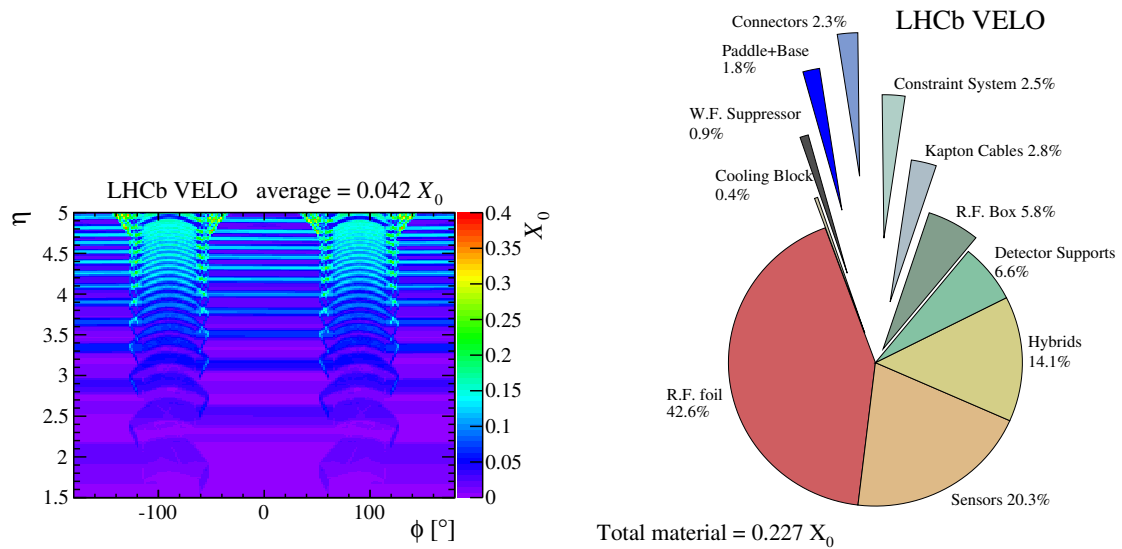 LHCb VELO average = 0.042 X0
η
5
4.5
4
3.5
3
2.5
2
1.5
-100
0
100
ϕ [°]
0.4
0.35
0.3
0.25
0.2
0.15
0.1
0.05
0
X0
LHCb VELO
Connectors 2.3%
Paddle+Base
1.8%
W.F. Suppressor
0.9%
Cooling Block
0.4%
Constraint System 2.5%
Kapton Cables 2.8%
R.F. Box 5.8%
Detector Supports
6.6%
Hybrids
14.1%
R.F. foil
42.6%
Sensors 20.3%
Total material = 0.227 X0